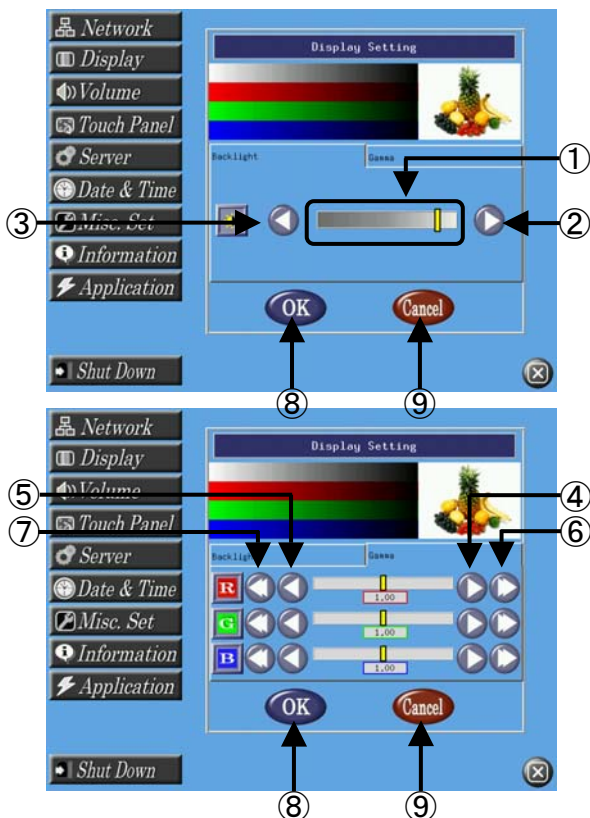 Network
Display
Volume
Touch Panel
Server
Date & Time
Misc. Set
Information
Application
Shut Down
Display Setting
Backlight
Gamma
①
③
②
OK
Cancel
⑧
⑨
Network
Display
Volume
Touch Panel
Server
Date & Time
Misc. Set
Information
Application
Shut Down
Display Setting
⑤
④
⑦
⑥
Backlight
Gamma
R
1.00
G
1.00
B
1.00
OK
Cancel
⑧
⑨